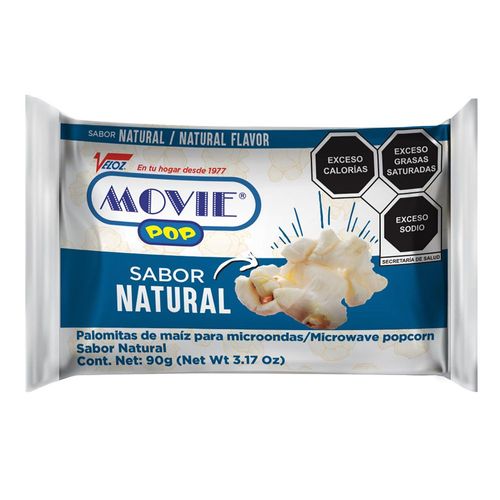 SABOR NATURAL / NATURAL FLAVOR
VELOZ
En tu hogar desde 1977
MOVIE®
POP
SABOR
NATURAL
EXCESO
CALORÍAS
EXCESO
GRASAS
SATURADAS
EXCESO
SODIO
SECRETARÍA DE SALUD
Palomitas de maíz para microondas/Microwave popcorn
Sabor Natural
Cont. Net: 90g (Net Wt 3.17 Oz)